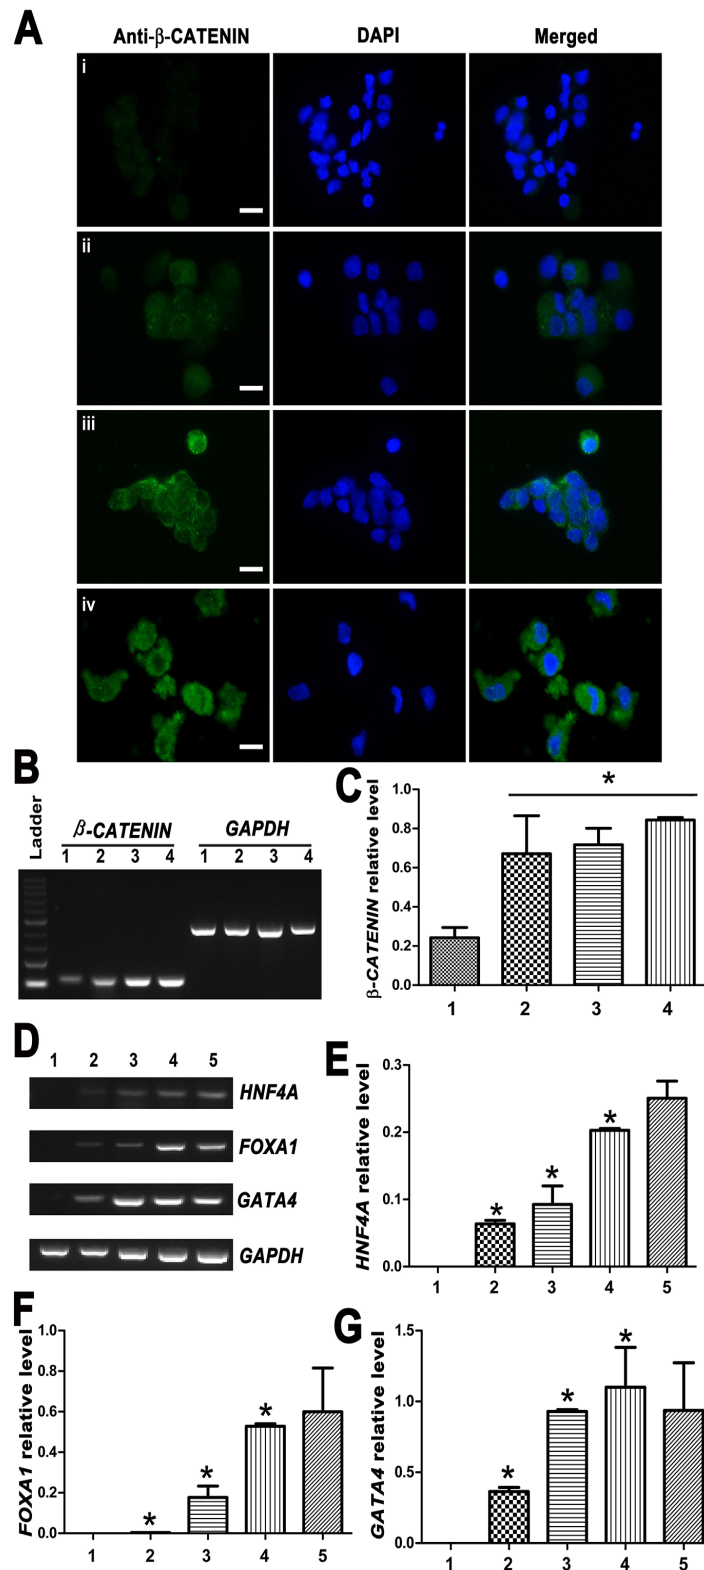 A
Anti-β-CATENIN DAPI Merged
i
ii
iii
iv
B
Ladder
β-CATENIN GAPDH
1 2 3 4 1 2 3 4
C
*
β-CATENIN relative level
1.0
0.8
0.6
0.4
0.2
0.0
1 2 3 4
D
1 2 3 4 5
HNF4A
FOXA1
GATA4
GAPDH
E
HNF4A relative level
0.3
0.2
0.1
0.0
* * *
1 2 3 4 5
F
FOXA1 relative level
1.0
0.8
0.6
0.4
0.2
0.0
* * *
1 2 3 4 5
G
GATA4 relative level
1.5
1.0
0.5
0.0
* * *
1 2 3 4 5